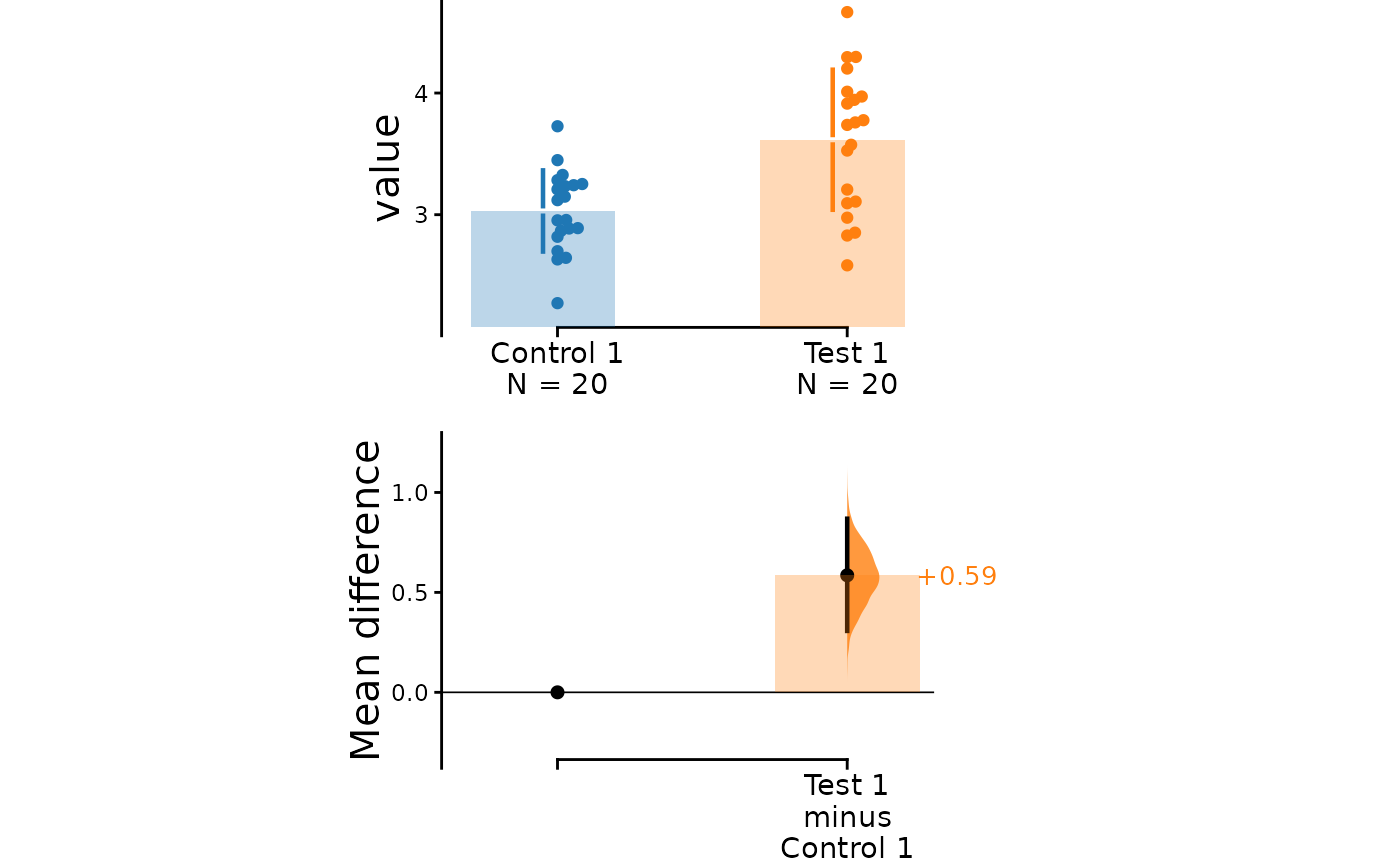 value
4
3
Control 1
N = 20
Test 1
N = 20
Mean difference
1.0
0.5
0.0
+0.59
Test 1
minus
Control 1